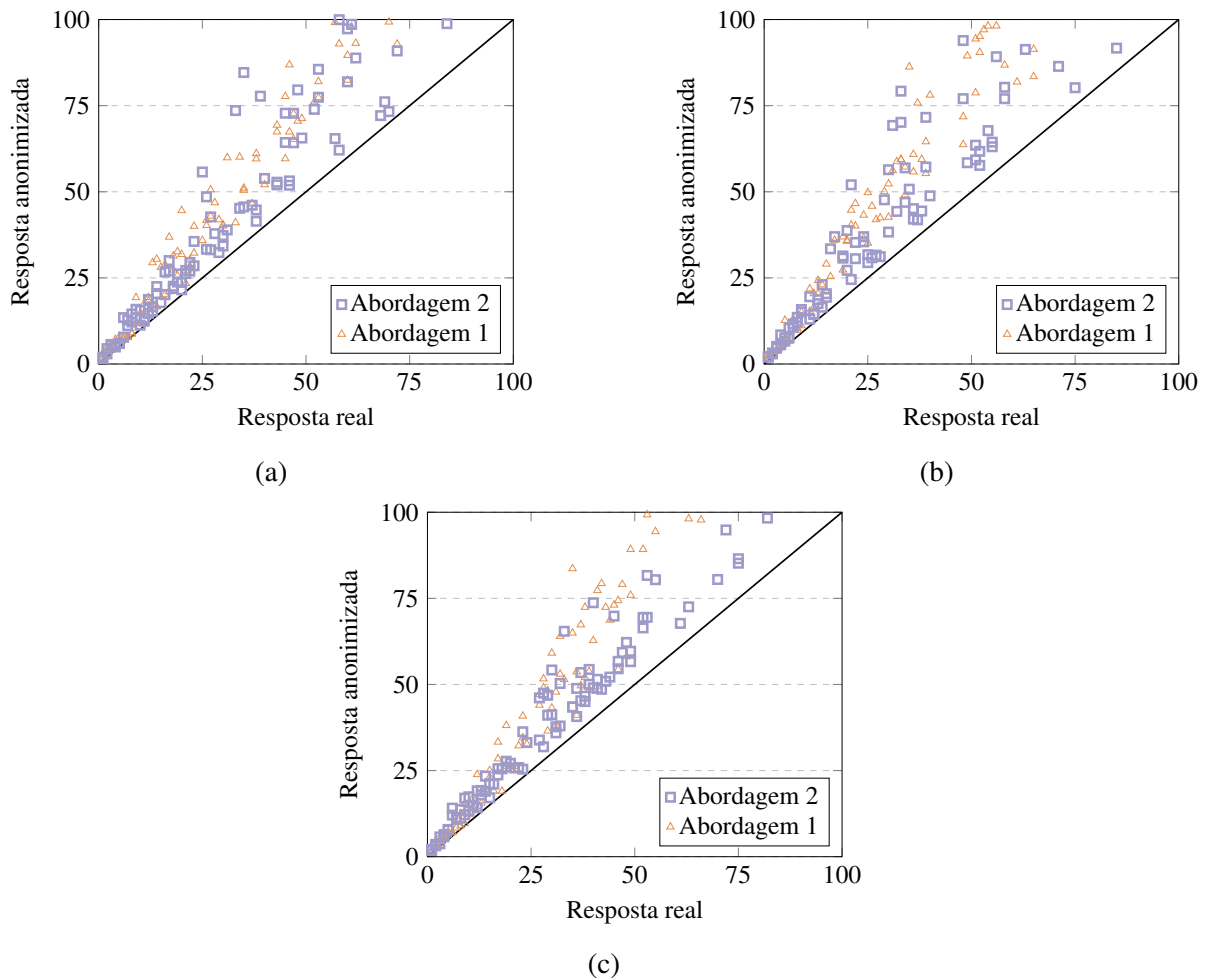 100
75
50
25
0
0 25 50 75 100
Resposta anonimizada
Resposta real
Abordagem 2
Abordagem 1
(a)
100
75
50
25
0
0 25 50 75 100
Resposta anonimizada
Resposta real
Abordagem 2
Abordagem 1
(b)
100
75
50
25
0
0 25 50 75 100
Resposta anonimizada
Resposta real
Abordagem 2
Abordagem 1
(c)